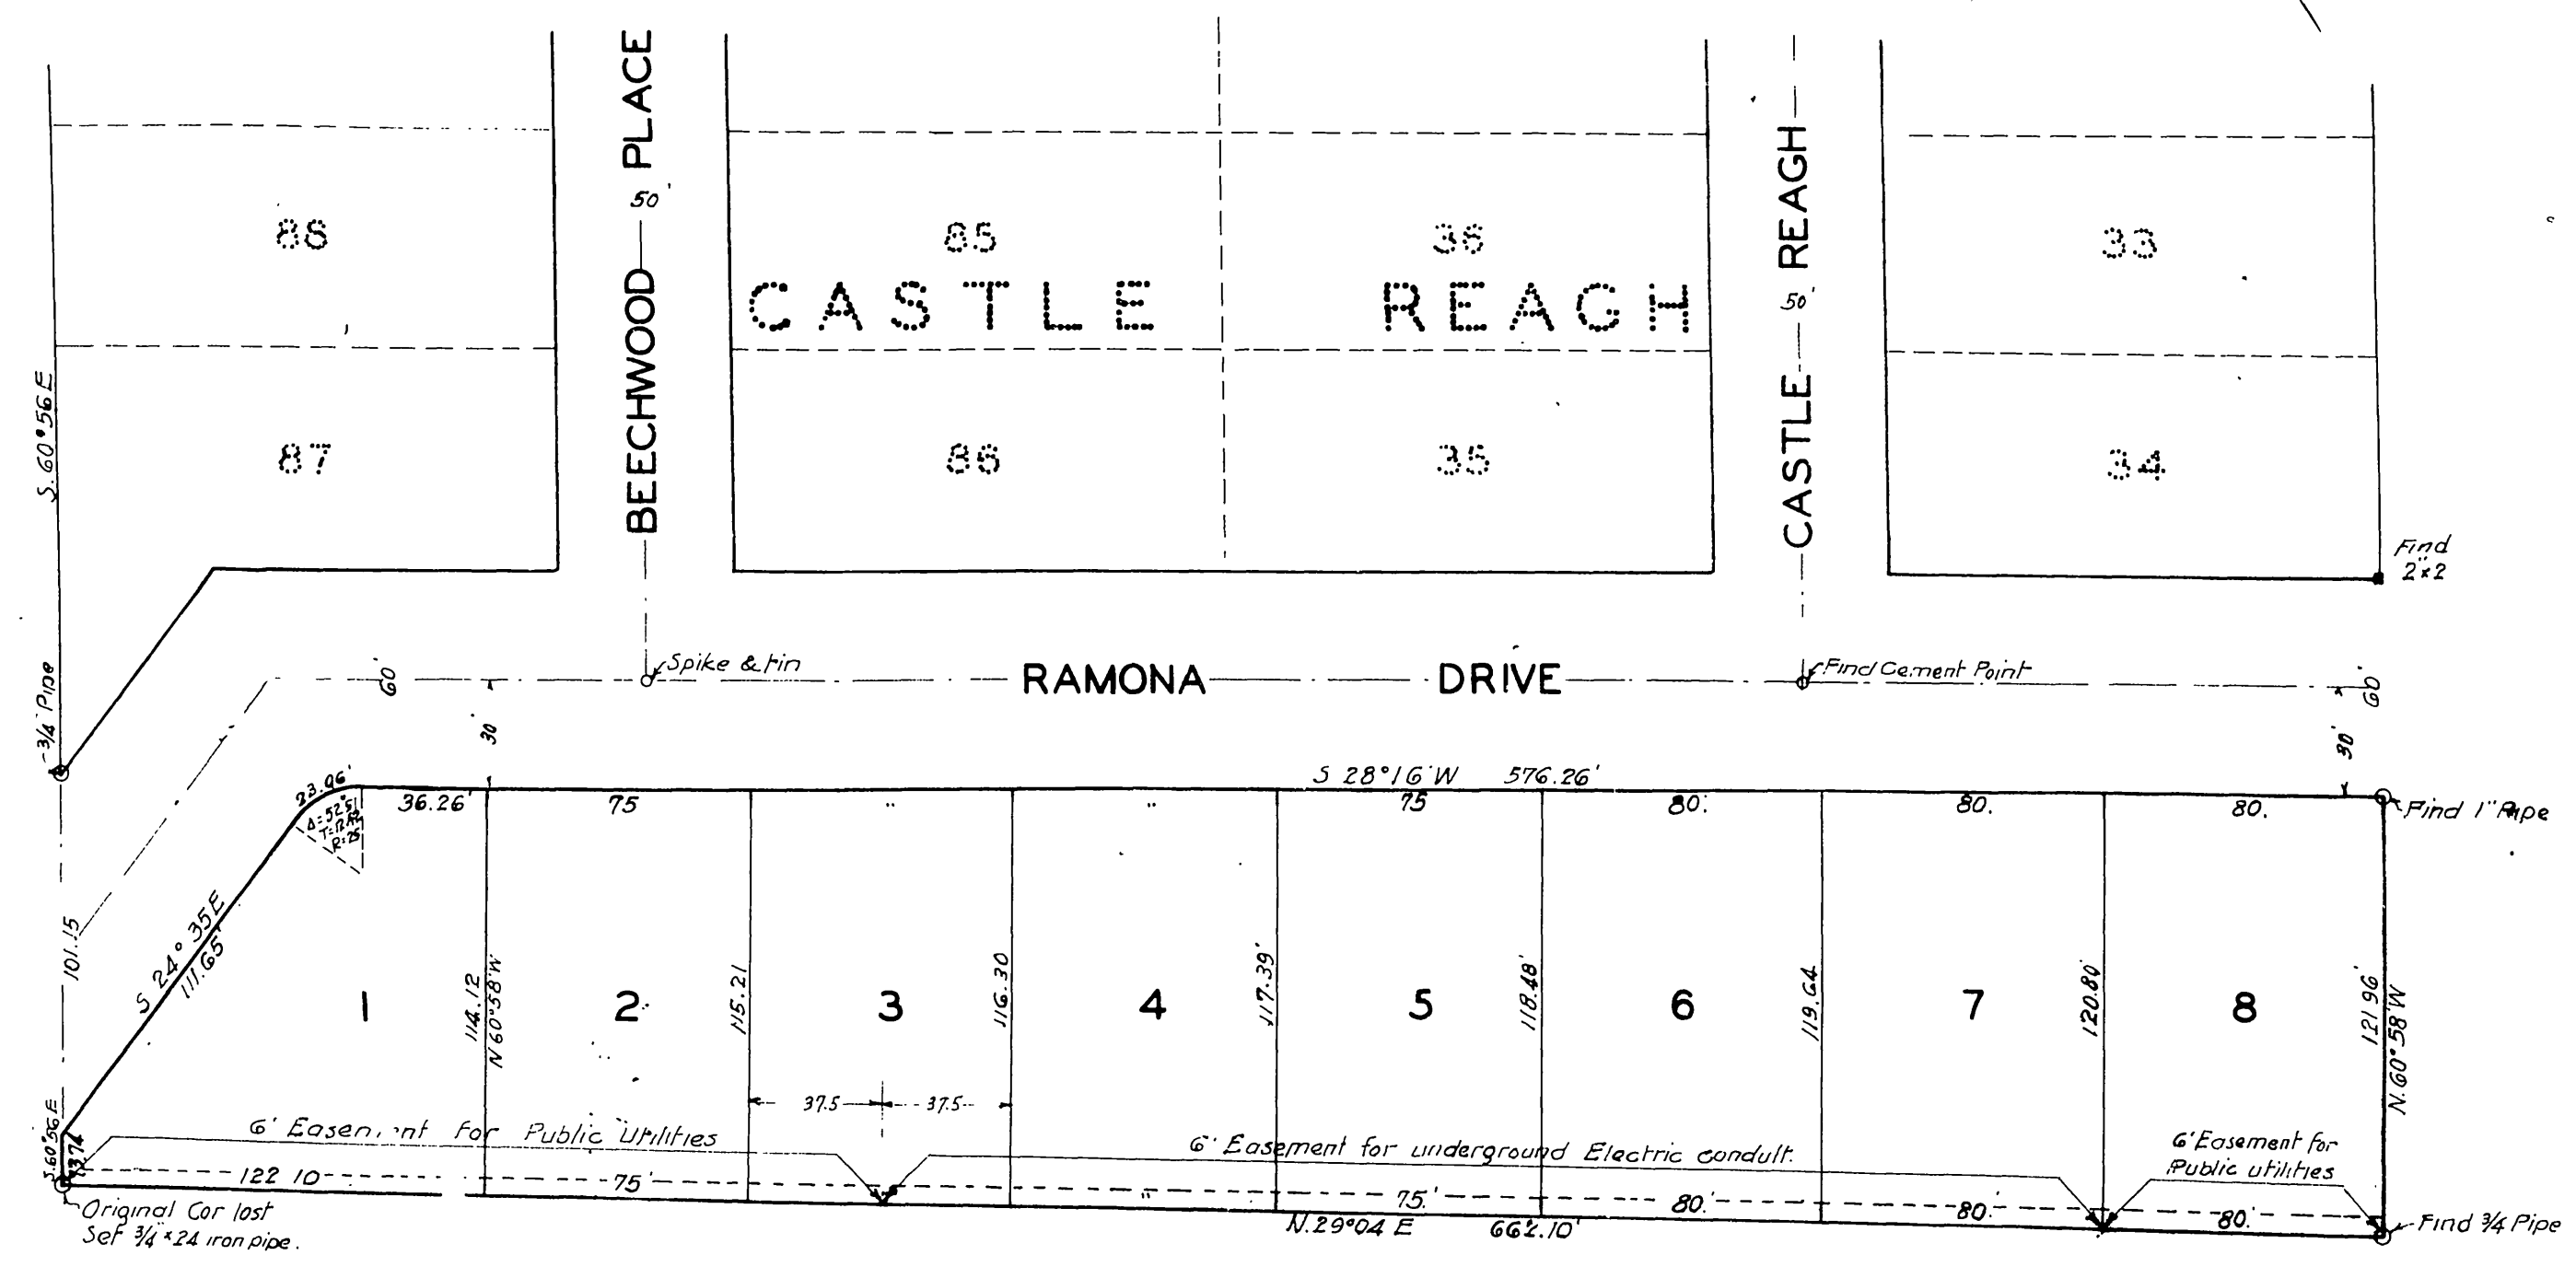 BEECHWOOD PLACE
50'
CASTLE REAGH
50'
88
85
36
33
CASTLE REAGH
87
86
35
34
S. 60°56 E
Find
2"x2
3/4" Pipe
60'
Spike & tin
RAMONA DRIVE
Find Cement Point
60'
30'
30'
S 28°16' W 576.26'
23.06'
36.26'
75
"
"
75
80.
80.
80.
Find 1" Pipe
Δ=52°51'
R=25
S 24° 35 E
111.65'
101.15
114.12
N 60°58' W
115.21
116.30
117.39'
118.48'
119.64
120.80'
121 96'
N. 60°58' W
1
2
3
4
5
6
7
8
37.5
37.5
S. 60°56 E
13.74
6' Easement For Public Utilities
6' Easement for underground Electric conduit.
6' Easement for
Public utilities
122 10
75'
"
75'
80.'
80.'
80.'
N. 29°04 E 662.10'
Original Cor lost
Set 3/4"x24 iron pipe.
Find 3/4 Pipe